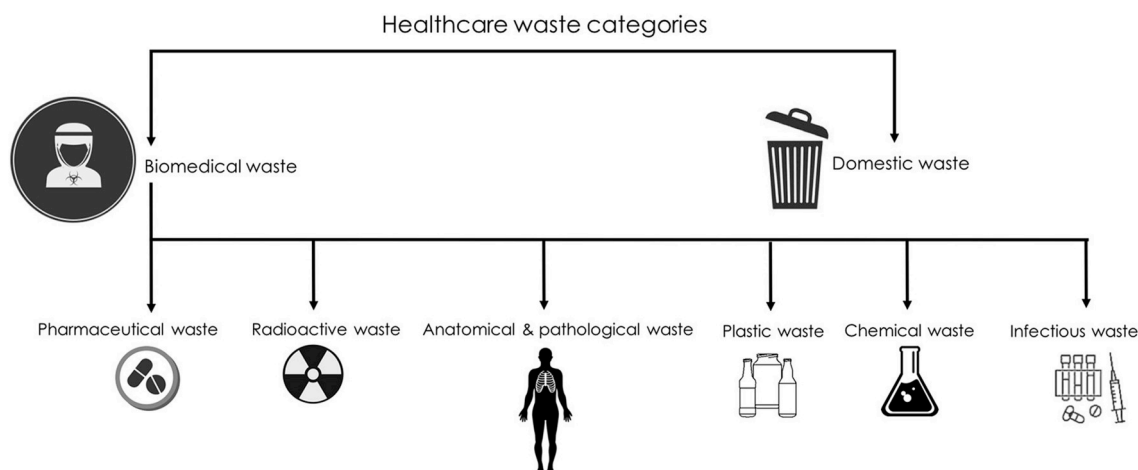 Healthcare waste categories
Biomedical waste
Domestic waste
Pharmaceutical waste
Radioactive waste
Anatomical & pathological waste
Plastic waste
Chemical waste
Infectious waste